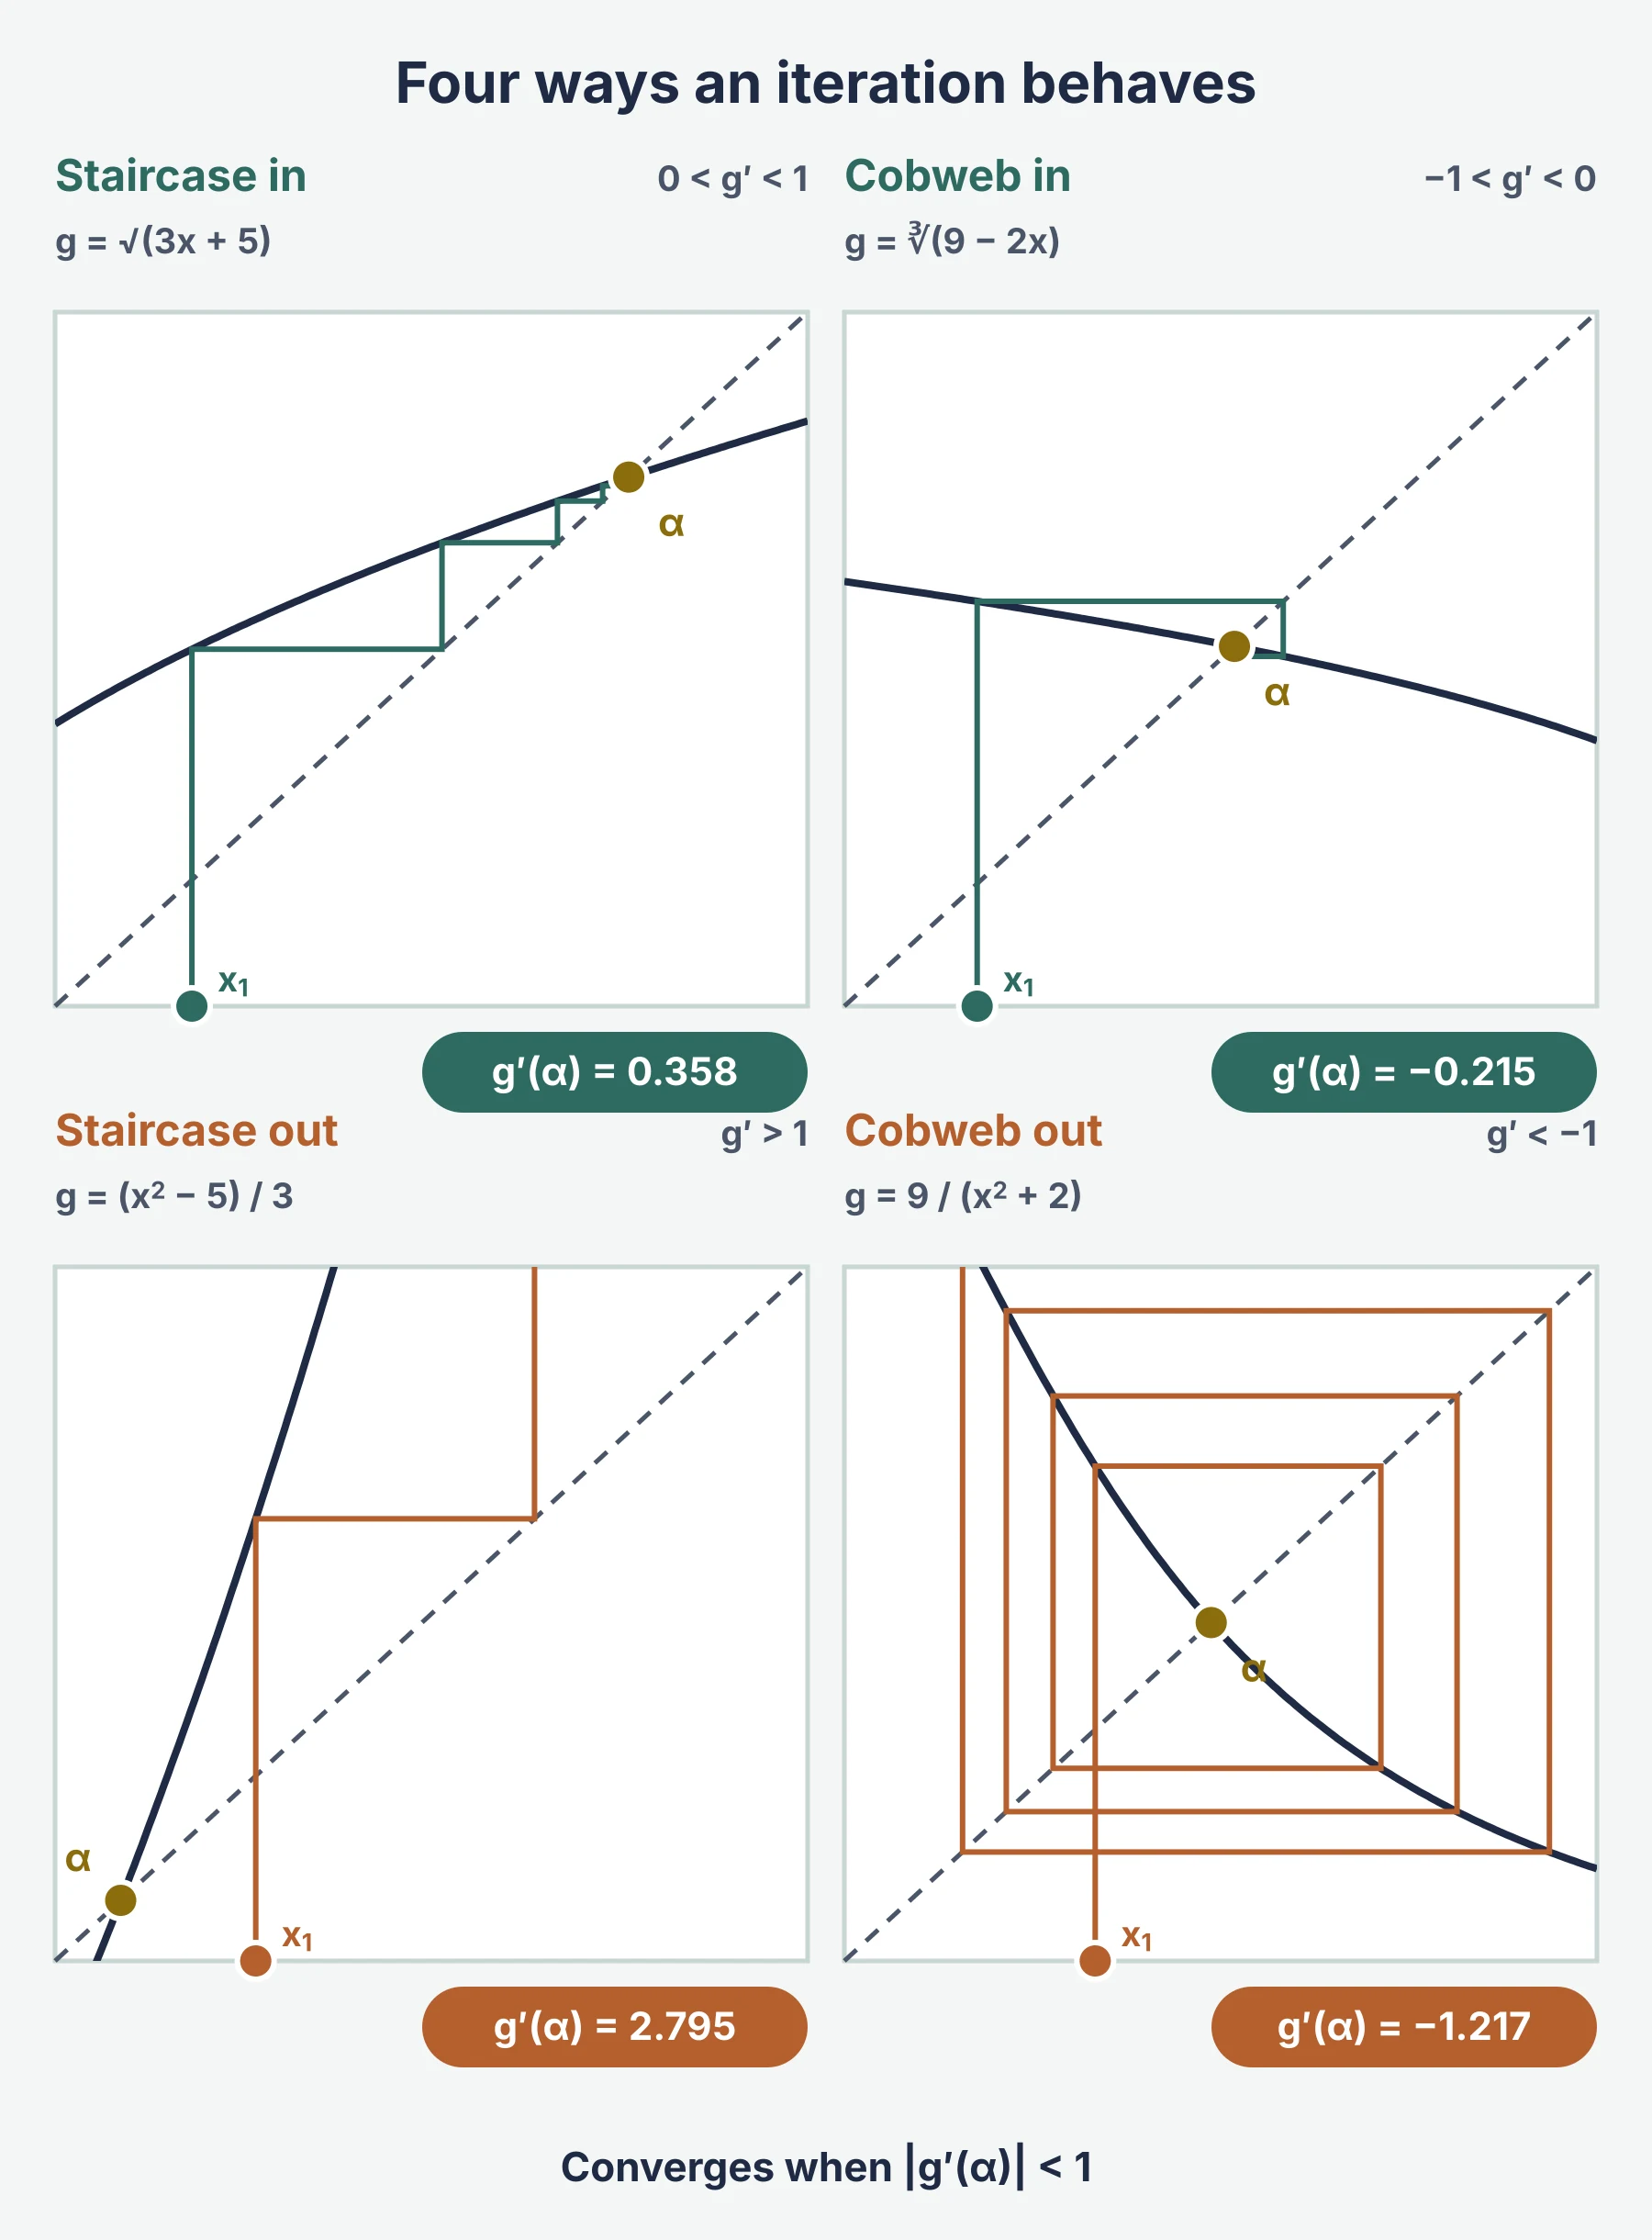 Four ways an iteration behaves
Staircase in
0 < g′ < 1
g = √(3x + 5)
α
x₁
g′(α) = 0.358
Cobweb in
−1 < g′ < 0
g = ∛(9 − 2x)
α
x₁
g′(α) = −0.215
Staircase out
g′ > 1
g = (x² − 5) / 3
α
x₁
g′(α) = 2.795
Cobweb out
g′ < −1
g = 9 / (x² + 2)
α
x₁
g′(α) = −1.217
Converges when |g′(α)| < 1